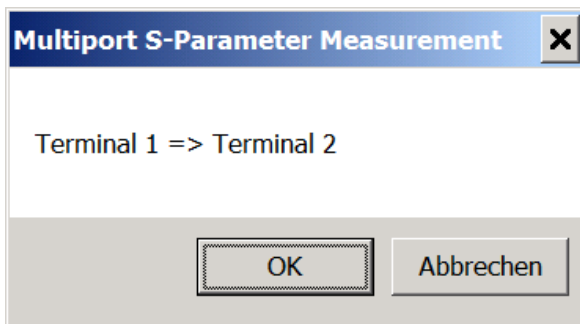 Multiport S-Parameter Measurement
Terminal 1 => Terminal 2
OK
Abbrechen